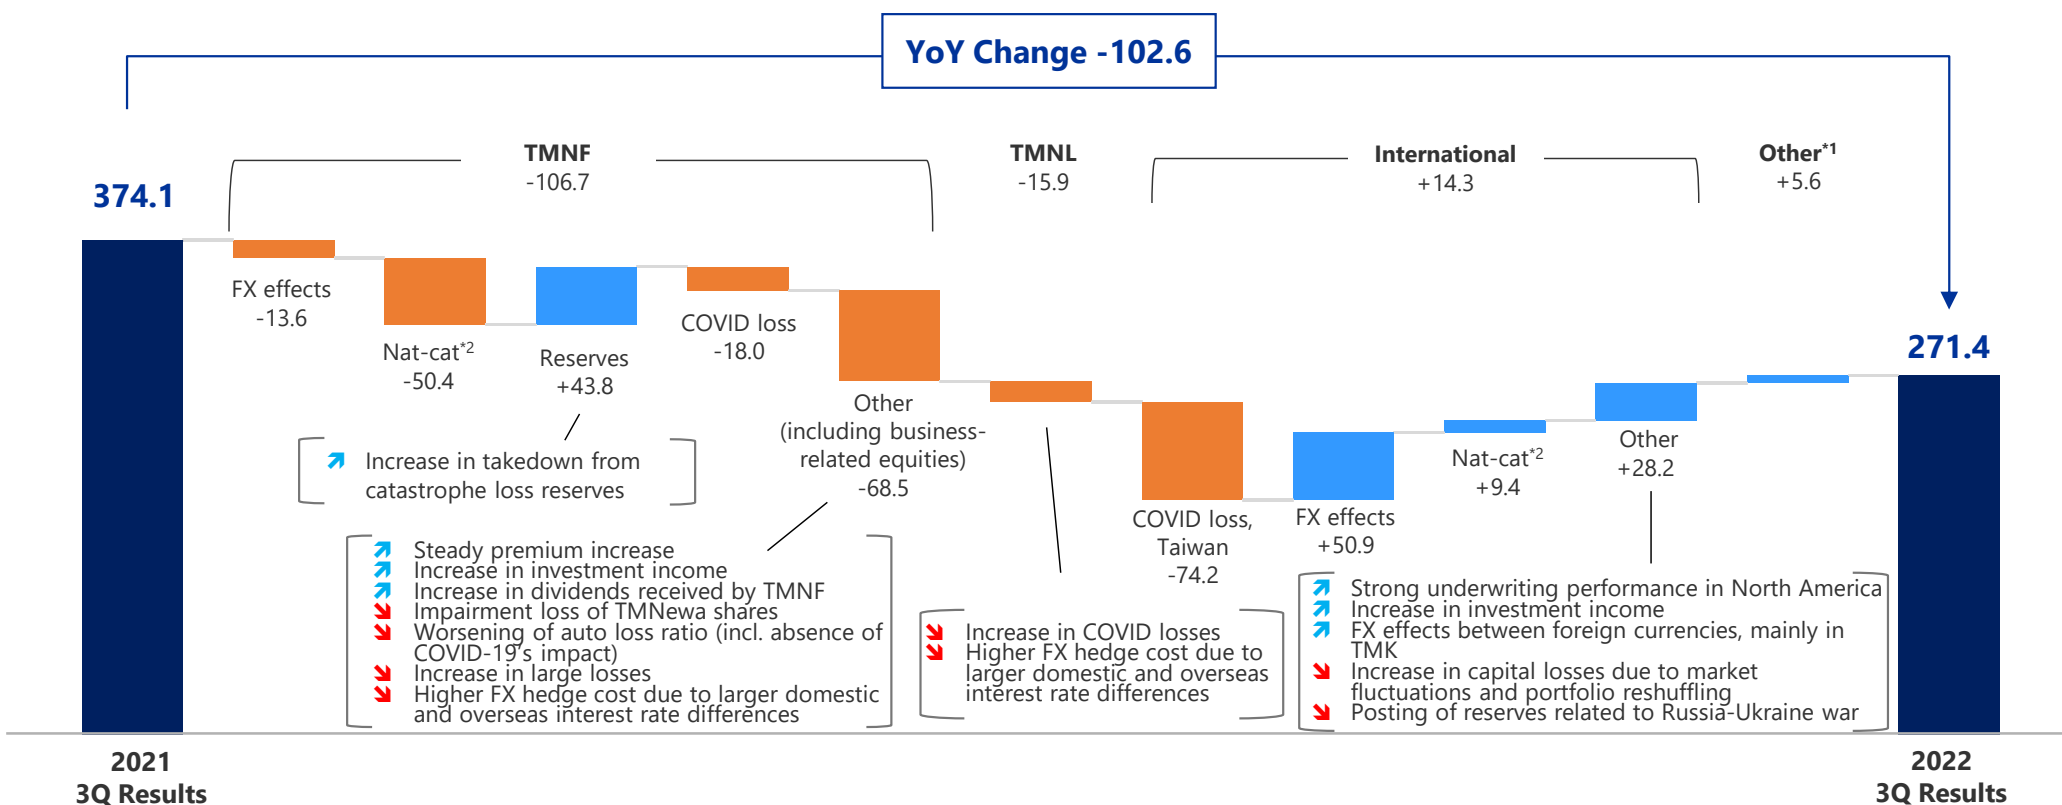 YoY Change -102.6
TMNF
-106.7
TMNL
-15.9
International
+14.3
Other*1
+5.6
374.1
271.4
FX effects
-13.6
Nat-cat*2
-50.4
Reserves
+43.8
COVID loss
-18.0
Other
(including business-
related equities)
-68.5
COVID loss,
Taiwan
-74.2
FX effects
+50.9
Nat-cat*2
+9.4
Other
+28.2
Increase in takedown from
catastrophe loss reserves
Steady premium increase
Increase in investment income
Increase in dividends received by TMNF
Impairment loss of TMNewa shares
Worsening of auto loss ratio (incl. absence of
COVID-19's impact)
Increase in large losses
Higher FX hedge cost due to larger domestic
and overseas interest rate differences
Increase in COVID losses
Higher FX hedge cost due to
larger domestic and overseas
interest rate differences
Strong underwriting performance in North America
Increase in investment income
FX effects between foreign currencies, mainly in
TMK
Increase in capital losses due to market
fluctuations and portfolio reshuffling
Posting of reserves related to Russia-Ukraine war
2021
3Q Results
2022
3Q Results